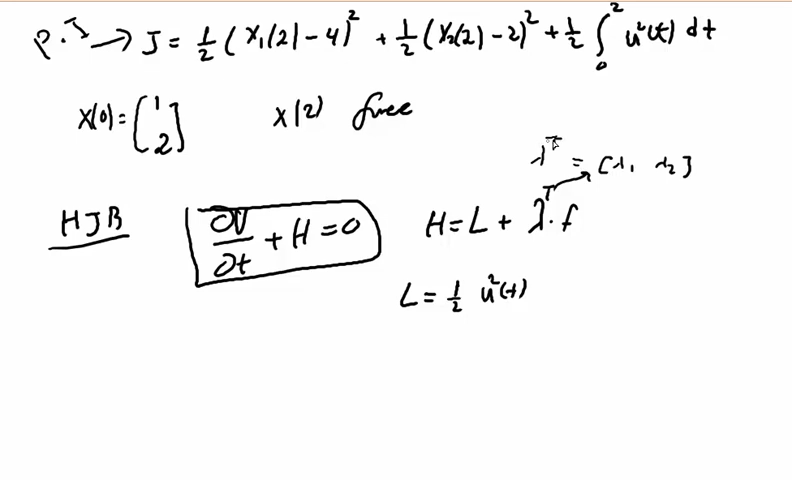 P.I → J = 1/2 (x₁(2) - 4)² + 1/2 (x₂(2) - 2)² + 1/2 ∫₀² u²(t) dt
x(0) = [1 2] x(2) free
λᵀ = [λ₁ λ₂]
HJB ∂V/∂t + H = 0 H = L + λᵀ. f
L = 1/2 u²(t)